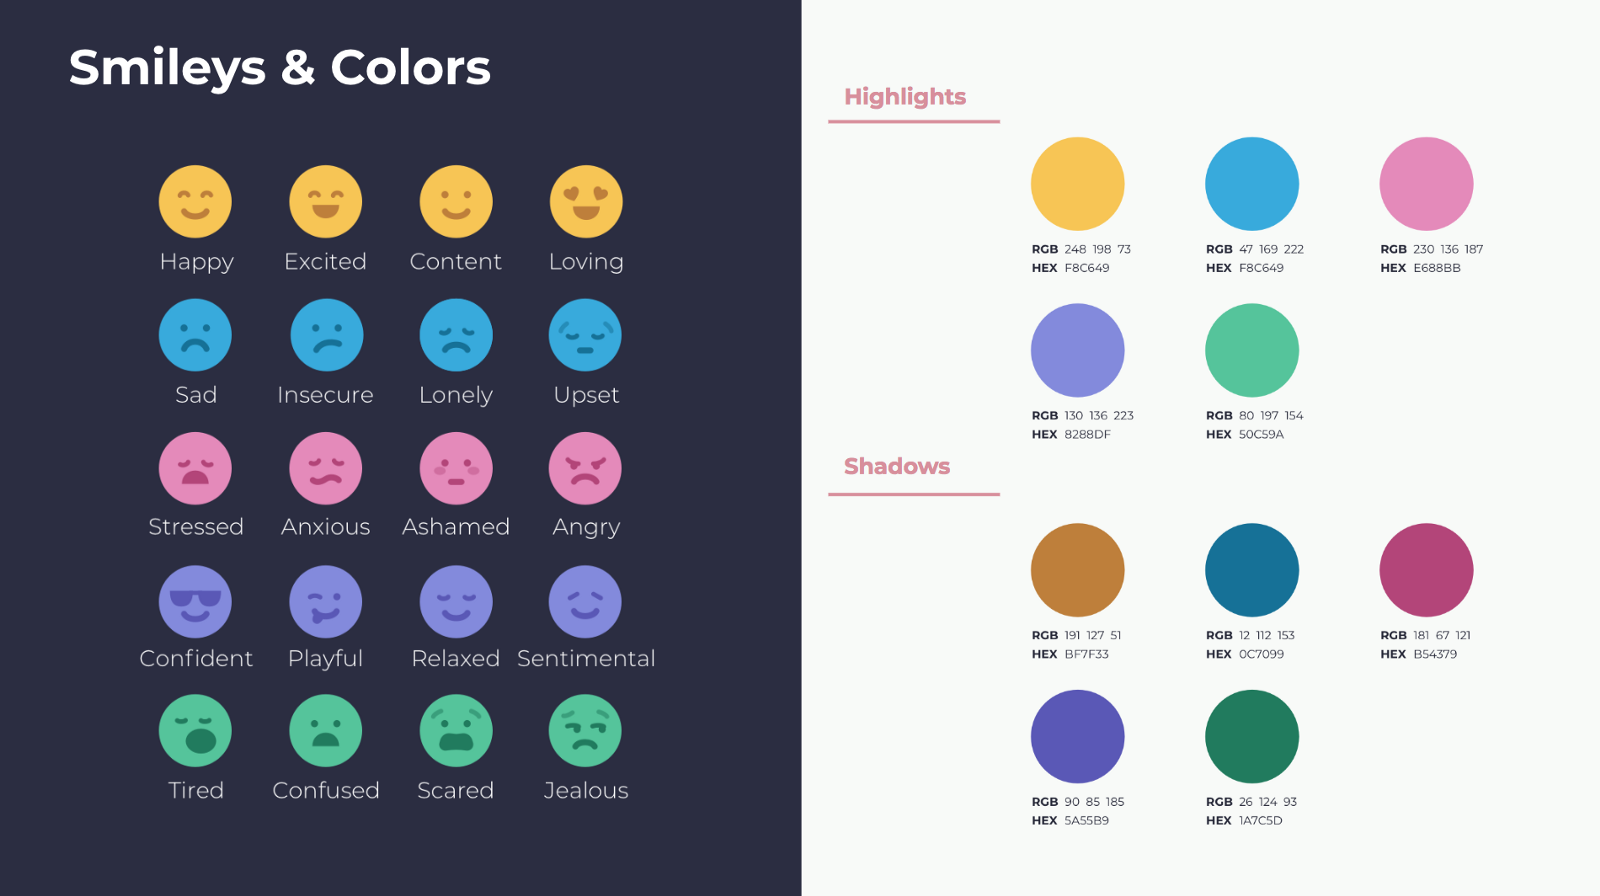 Smileys & Colors
Happy Excited Content Loving
Sad Insecure Lonely Upset
Stressed Anxious Ashamed Angry
Confident Playful Relaxed Sentimental
Tired Confused Scared Jealous
Highlights
RGB 248 198 73 RGB 47 169 222 RGB 230 136 187
HEX F8C649 HEX F8C649 HEX E688BB
RGB 130 136 223 RGB 80 197 154
HEX 8288DF HEX 50C59A
Shadows
RGB 191 127 51 RGB 12 112 153 RGB 181 67 121
HEX BF7F33 HEX 0C7099 HEX B54379
RGB 90 85 185 RGB 26 124 93
HEX 5A55B9 HEX 1A7C5D